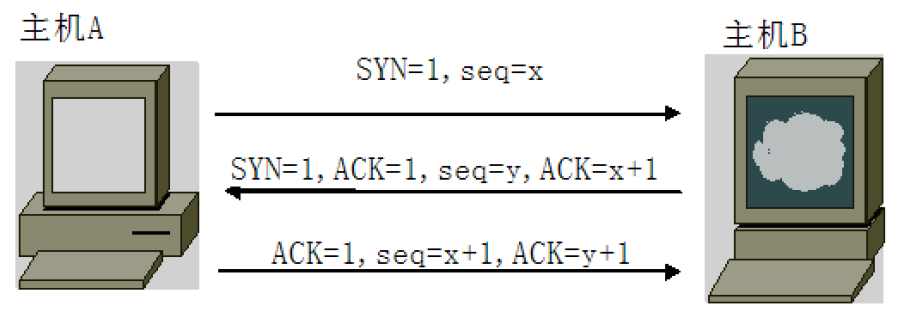 主机A
主机B
SYN=1,seq=x
SYN=1,ACK=1,seq=y,ACK=x+1
ACK=1,seq=x+1,ACK=y+1